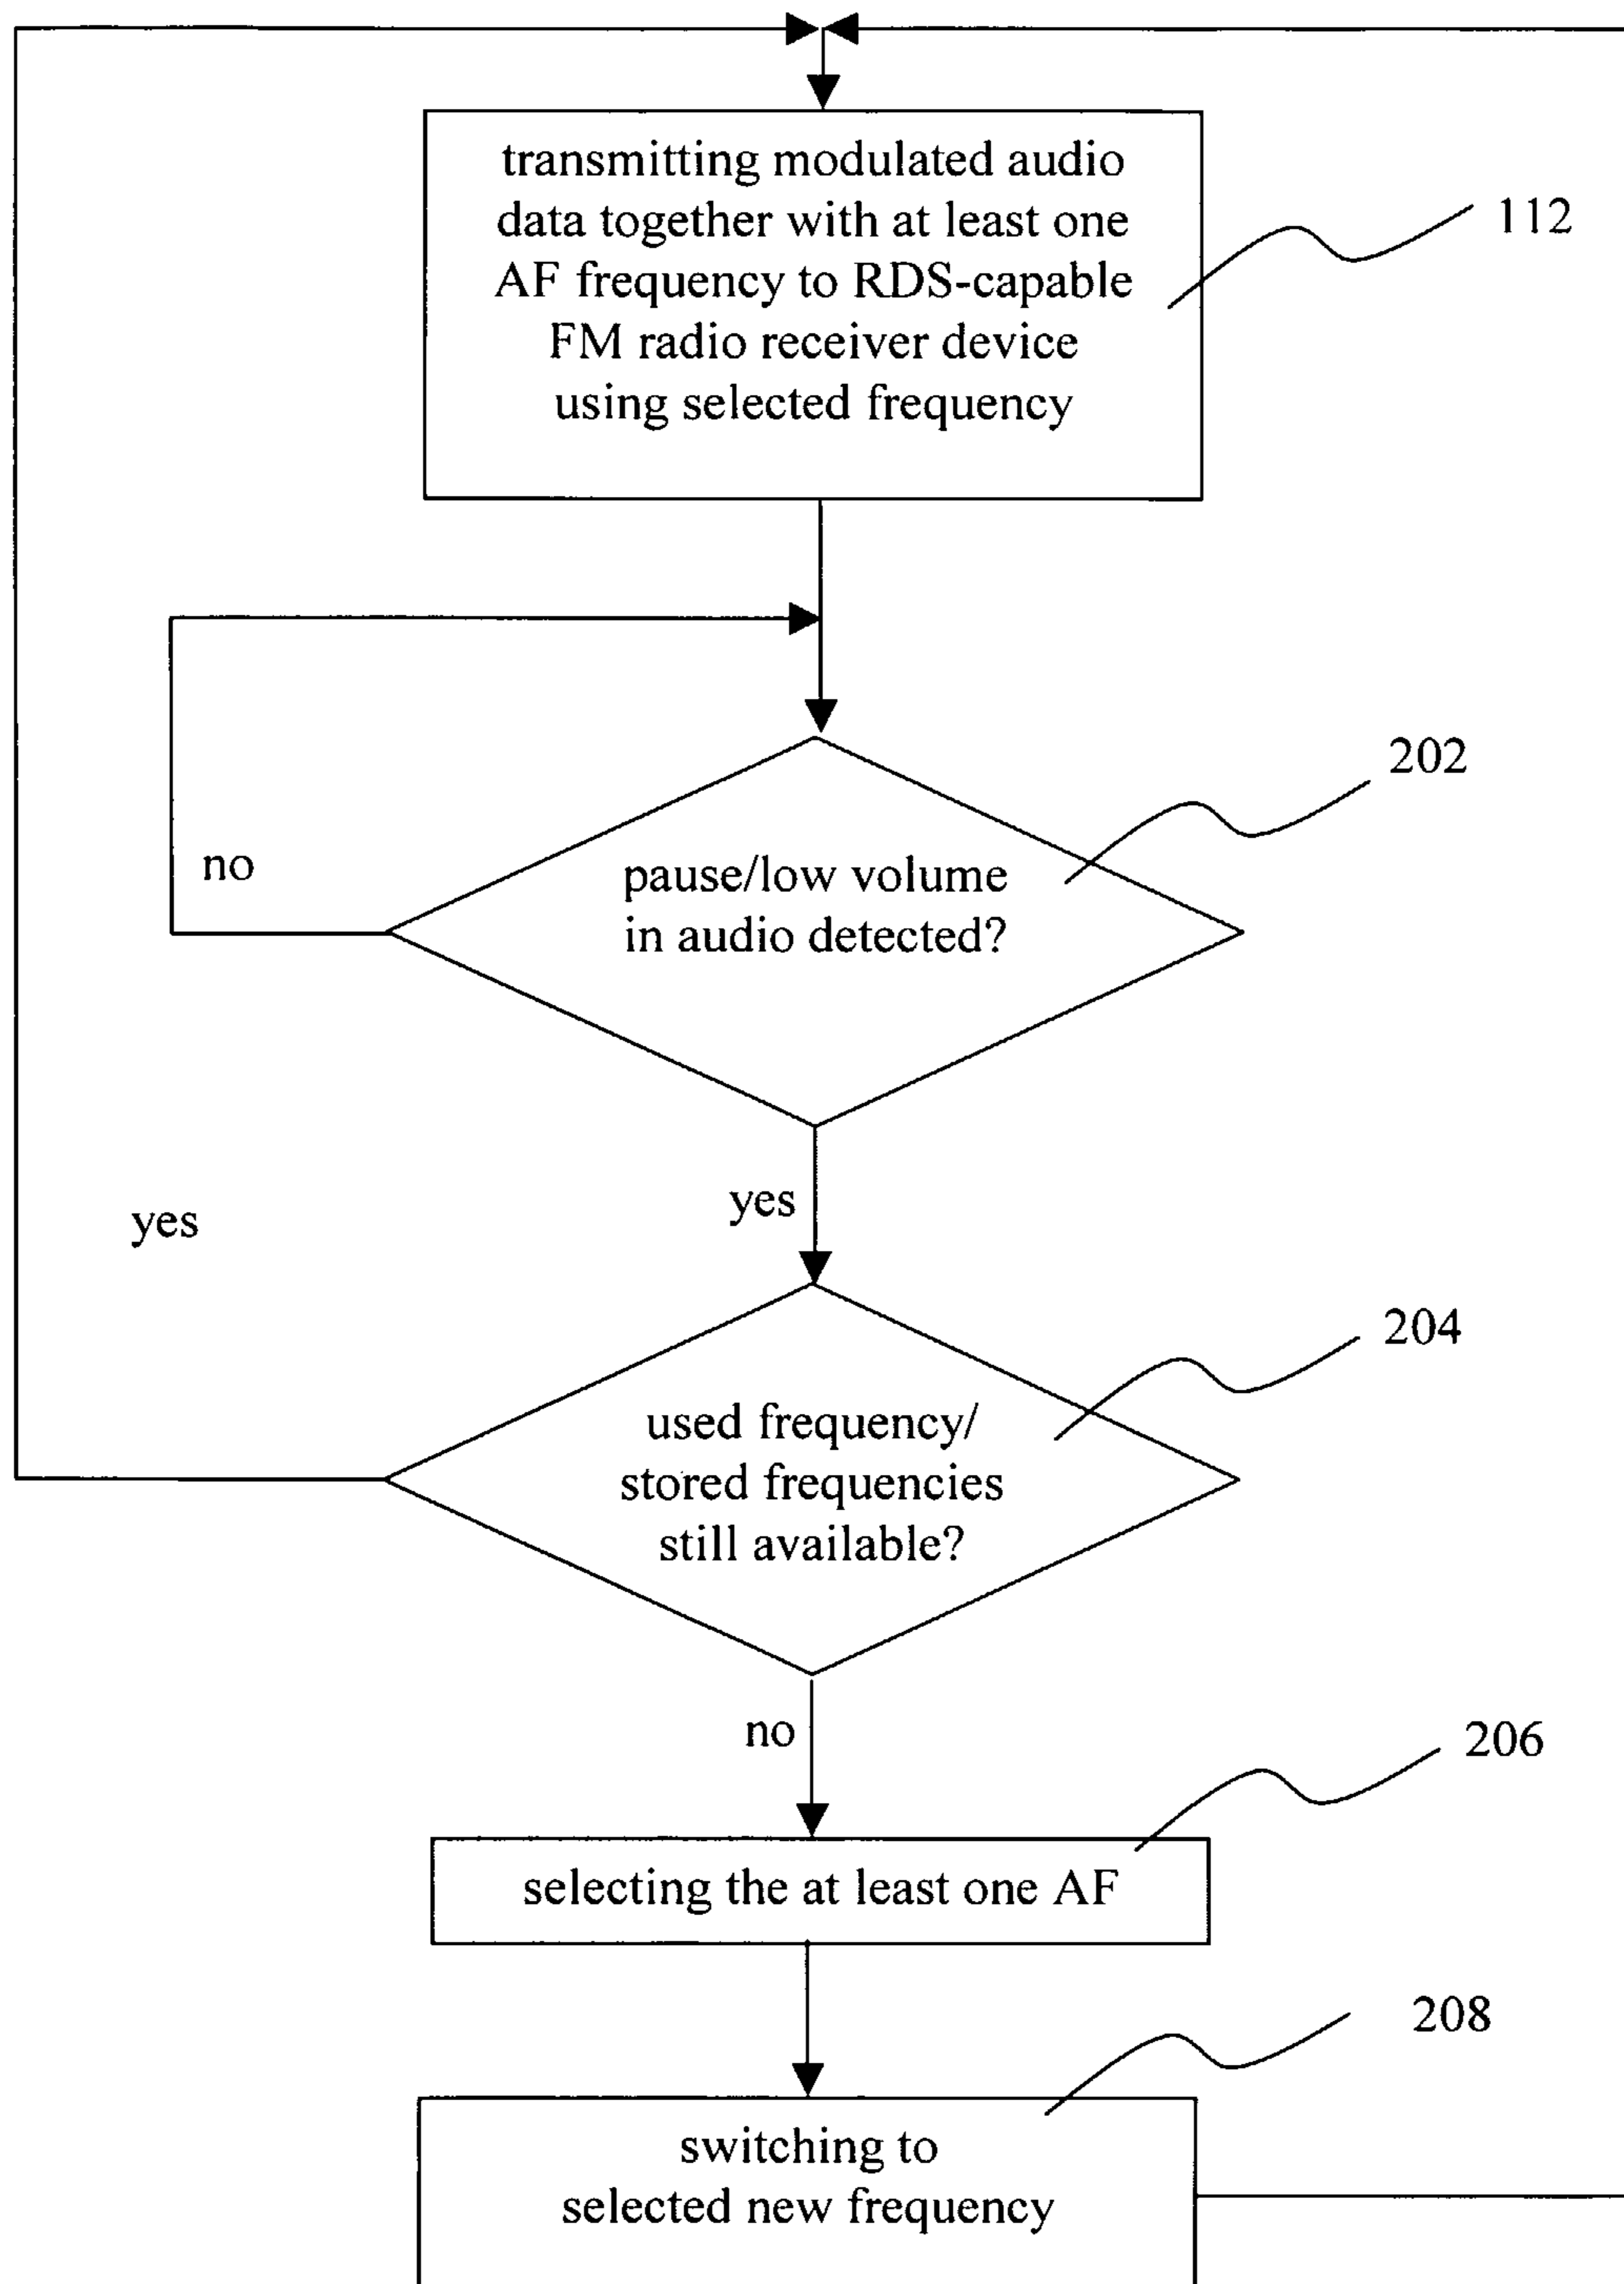 transmitting modulated audio
data together with at least one
AF frequency to RDS-capable
FM radio receiver device
using selected frequency
112
202
no
pause/low volume
in audio detected?
yes
yes
204
used frequency/
stored frequencies
still available?
no
206
selecting the at least one AF
208
switching to
selected new frequency